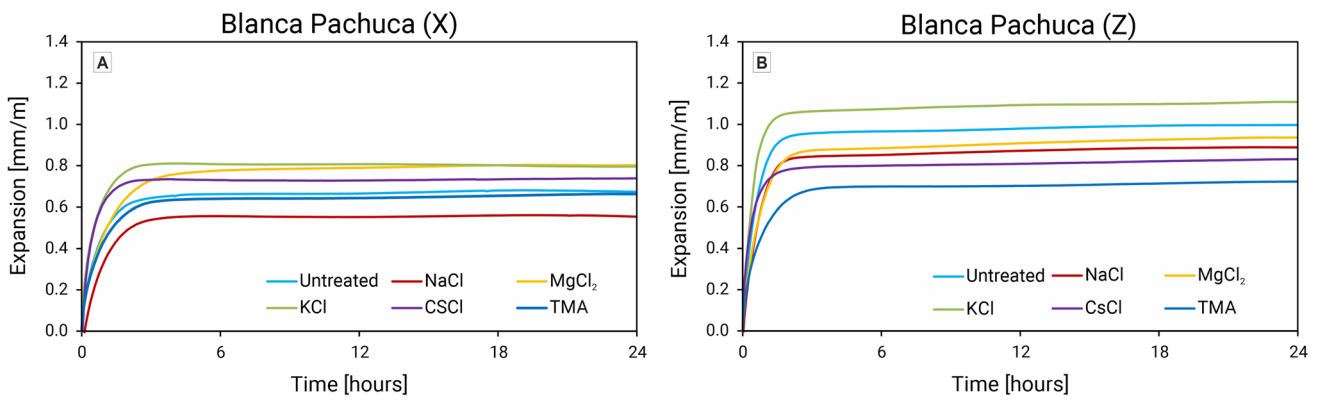 Blanca Pachuca (X)
A
Expansion [mm/m]
1.4
1.2
1.0
0.8
0.6
0.4
0.2
0.0
0 6 12 18 24
Time [hours]
Untreated NaCl MgCl₂
KCl CSCl TMA
Blanca Pachuca (Z)
B
Expansion [mm/m]
1.4
1.2
1.0
0.8
0.6
0.4
0.2
0.0
0 6 12 18 24
Time [hours]
Untreated NaCl MgCl₂
KCl CsCl TMA